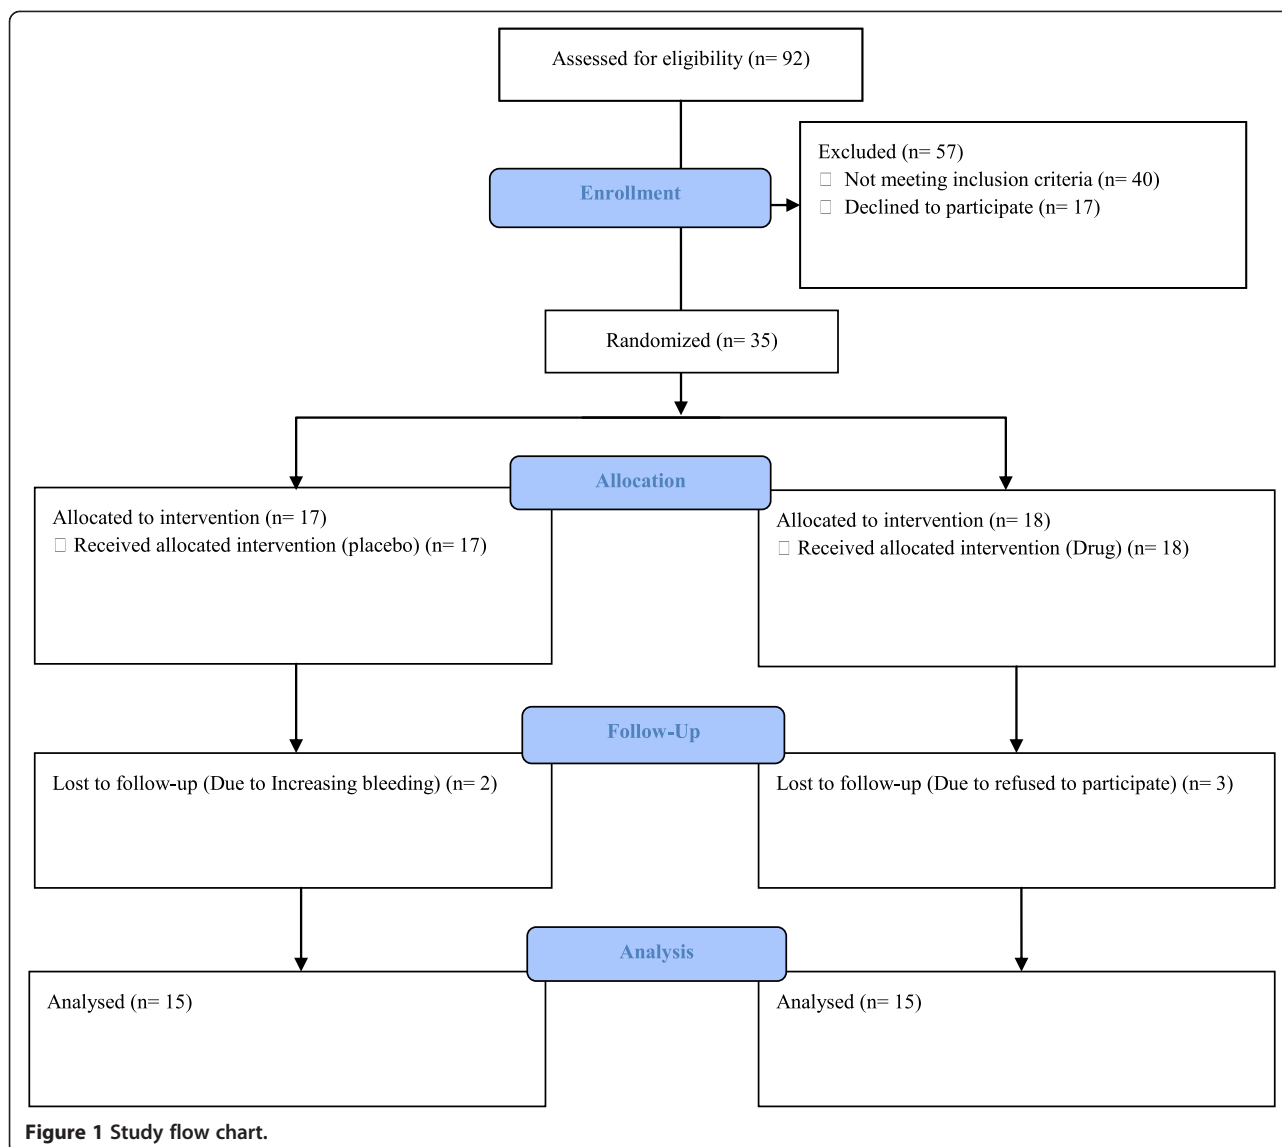 Assessed for eligibility (n= 92)
Excluded (n= 57)
□ Not meeting inclusion criteria (n= 40)
□ Declined to participate (n= 17)
Enrollment
Randomized (n= 35)
Allocation
Allocated to intervention (n= 17)
□ Received allocated intervention (placebo) (n= 17)
Allocated to intervention (n= 18)
□ Received allocated intervention (Drug) (n= 18)
Follow-Up
Lost to follow-up (Due to Increasing bleeding) (n= 2)
Lost to follow-up (Due to refused to participate) (n= 3)
Analysis
Analysed (n= 15)
Analysed (n= 15)
Figure 1 Study flow chart.